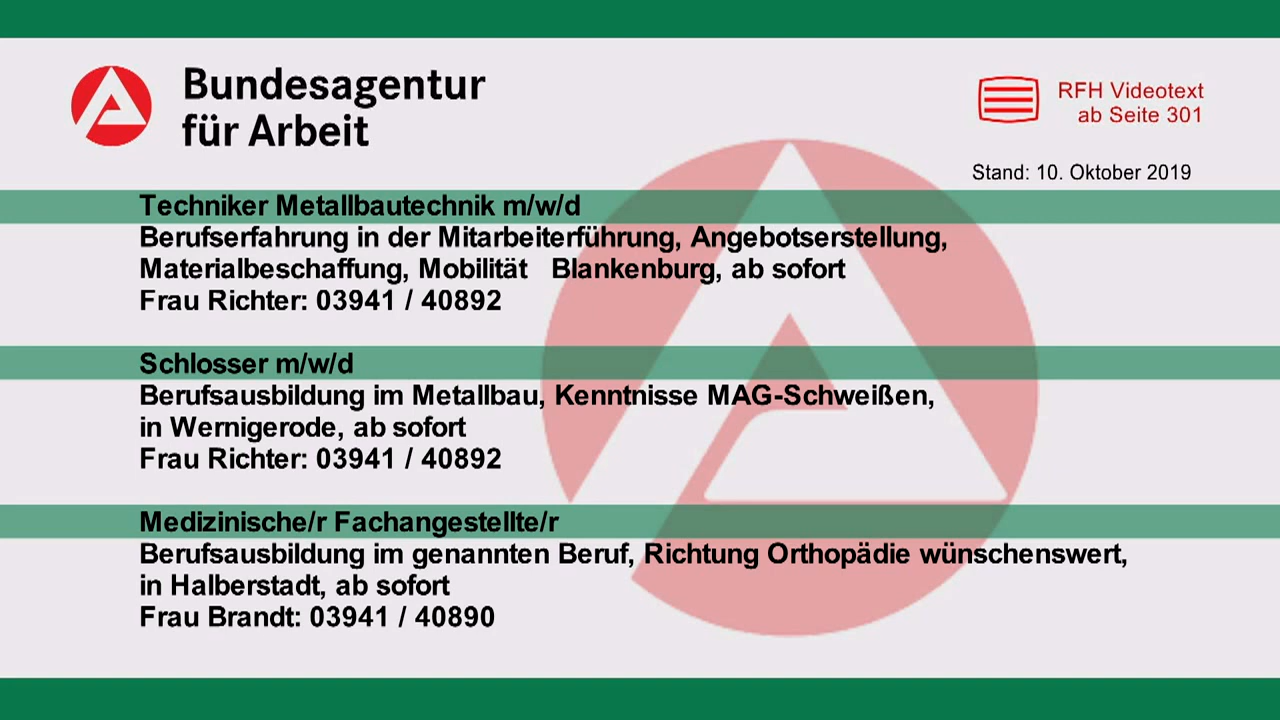 Bundesagentur
für Arbeit
RFH Videotext
ab Seite 301
Stand: 10. Oktober 2019
Techniker Metallbautechnik m/w/d
Berufserfahrung in der Mitarbeiterführung, Angebotserstellung,
Materialbeschaffung, Mobilität   Blankenburg, ab sofort
Frau Richter: 03941 / 40892
Schlosser m/w/d
Berufsausbildung im Metallbau, Kenntnisse MAG-Schweißen,
in Wernigerode, ab sofort
Frau Richter: 03941 / 40892
Medizinische/r Fachangestellte/r
Berufsausbildung im genannten Beruf, Richtung Orthopädie wünschenswert,
in Halberstadt, ab sofort
Frau Brandt: 03941 / 40890